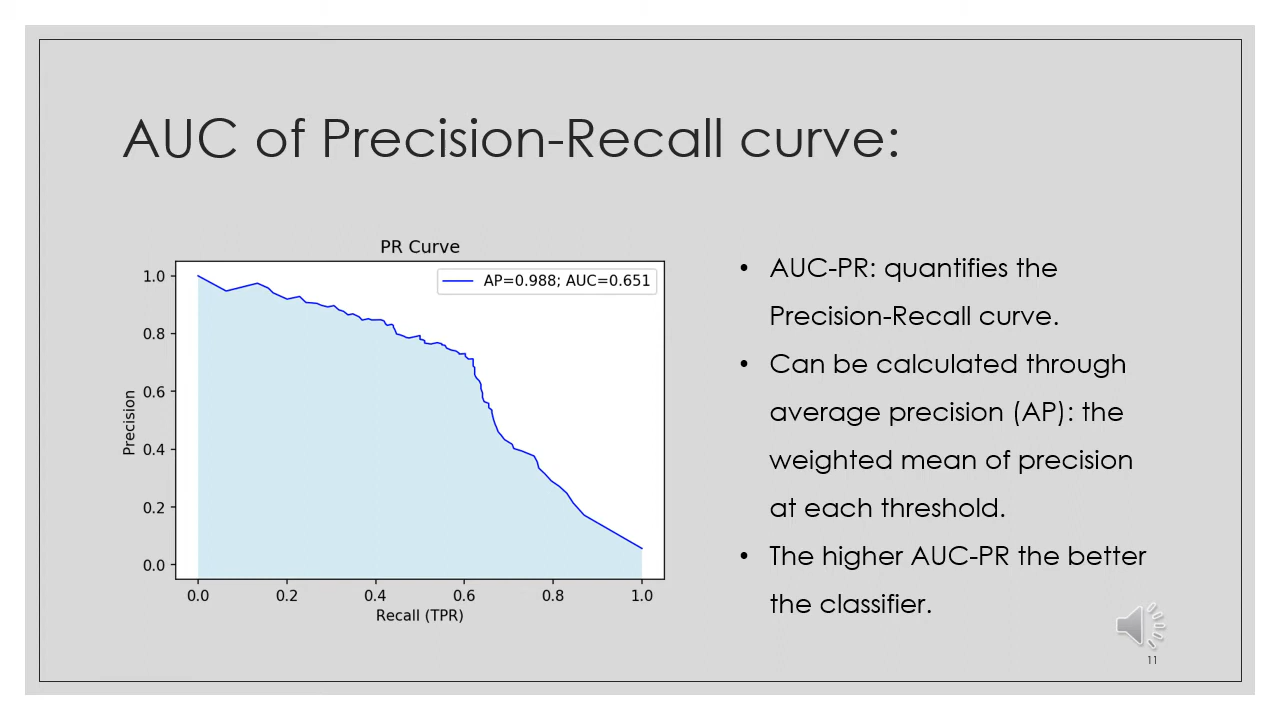 AUC of Precision-Recall curve:
PR Curve
AP=0.988; AUC=0.651
1.0
0.8
0.6
0.4
0.2
0.0
Precision
0.0 0.2 0.4 0.6 0.8 1.0
Recall (TPR)
• AUC-PR: quantifies the
Precision-Recall curve.
• Can be calculated through
average precision (AP): the
weighted mean of precision
at each threshold.
• The higher AUC-PR the better
the classifier.
11